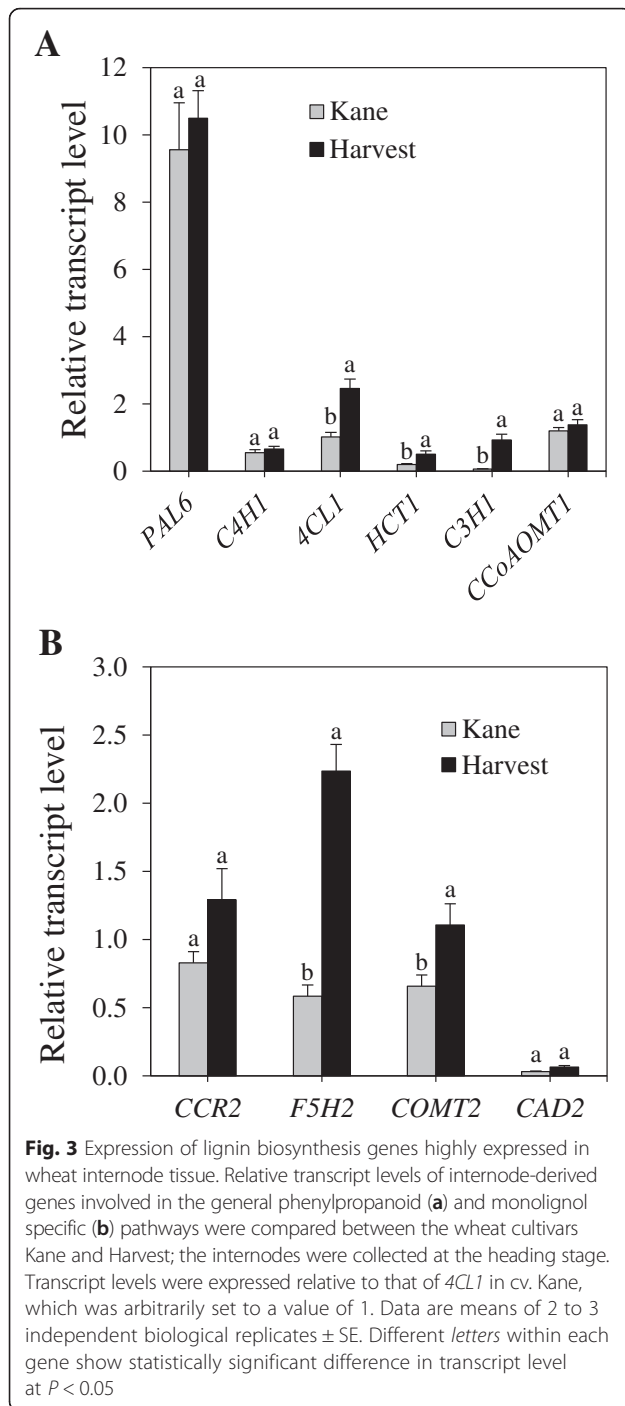 A
12
10
8
6
4
2
0
Relative transcript level
Kane
Harvest
a a
a a
b a
b a
b a
a a
PAL6 C4H1 4CL1 HCT1 C3H1 CCoAOMT1
B
3.0
2.5
2.0
1.5
1.0
0.5
0.0
Relative transcript level
Kane
Harvest
a a
b a
b a
a a
CCR2 F5H2 COMT2 CAD2
Fig. 3 Expression of lignin biosynthesis genes highly expressed in
wheat internode tissue. Relative transcript levels of internode-derived
genes involved in the general phenylpropanoid (a) and monolignol
specific (b) pathways were compared between the wheat cultivars
Kane and Harvest; the internodes were collected at the heading stage.
Transcript levels were expressed relative to that of 4CL1 in cv. Kane,
which was arbitrarily set to a value of 1. Data are means of 2 to 3
independent biological replicates ± SE. Different letters within each
gene show statistically significant difference in transcript level
at P < 0.05